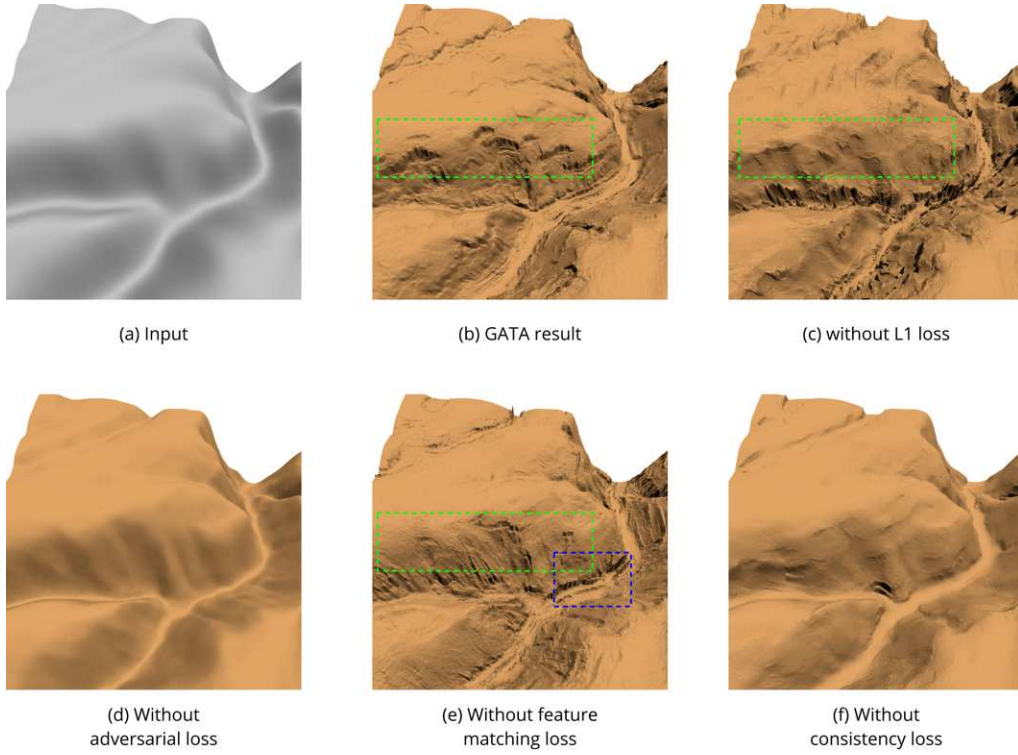 (a) Input
(b) GATA result
(c) without L1 loss
(d) Without
adversarial loss
(e) Without feature
matching loss
(f) Without
consistency loss